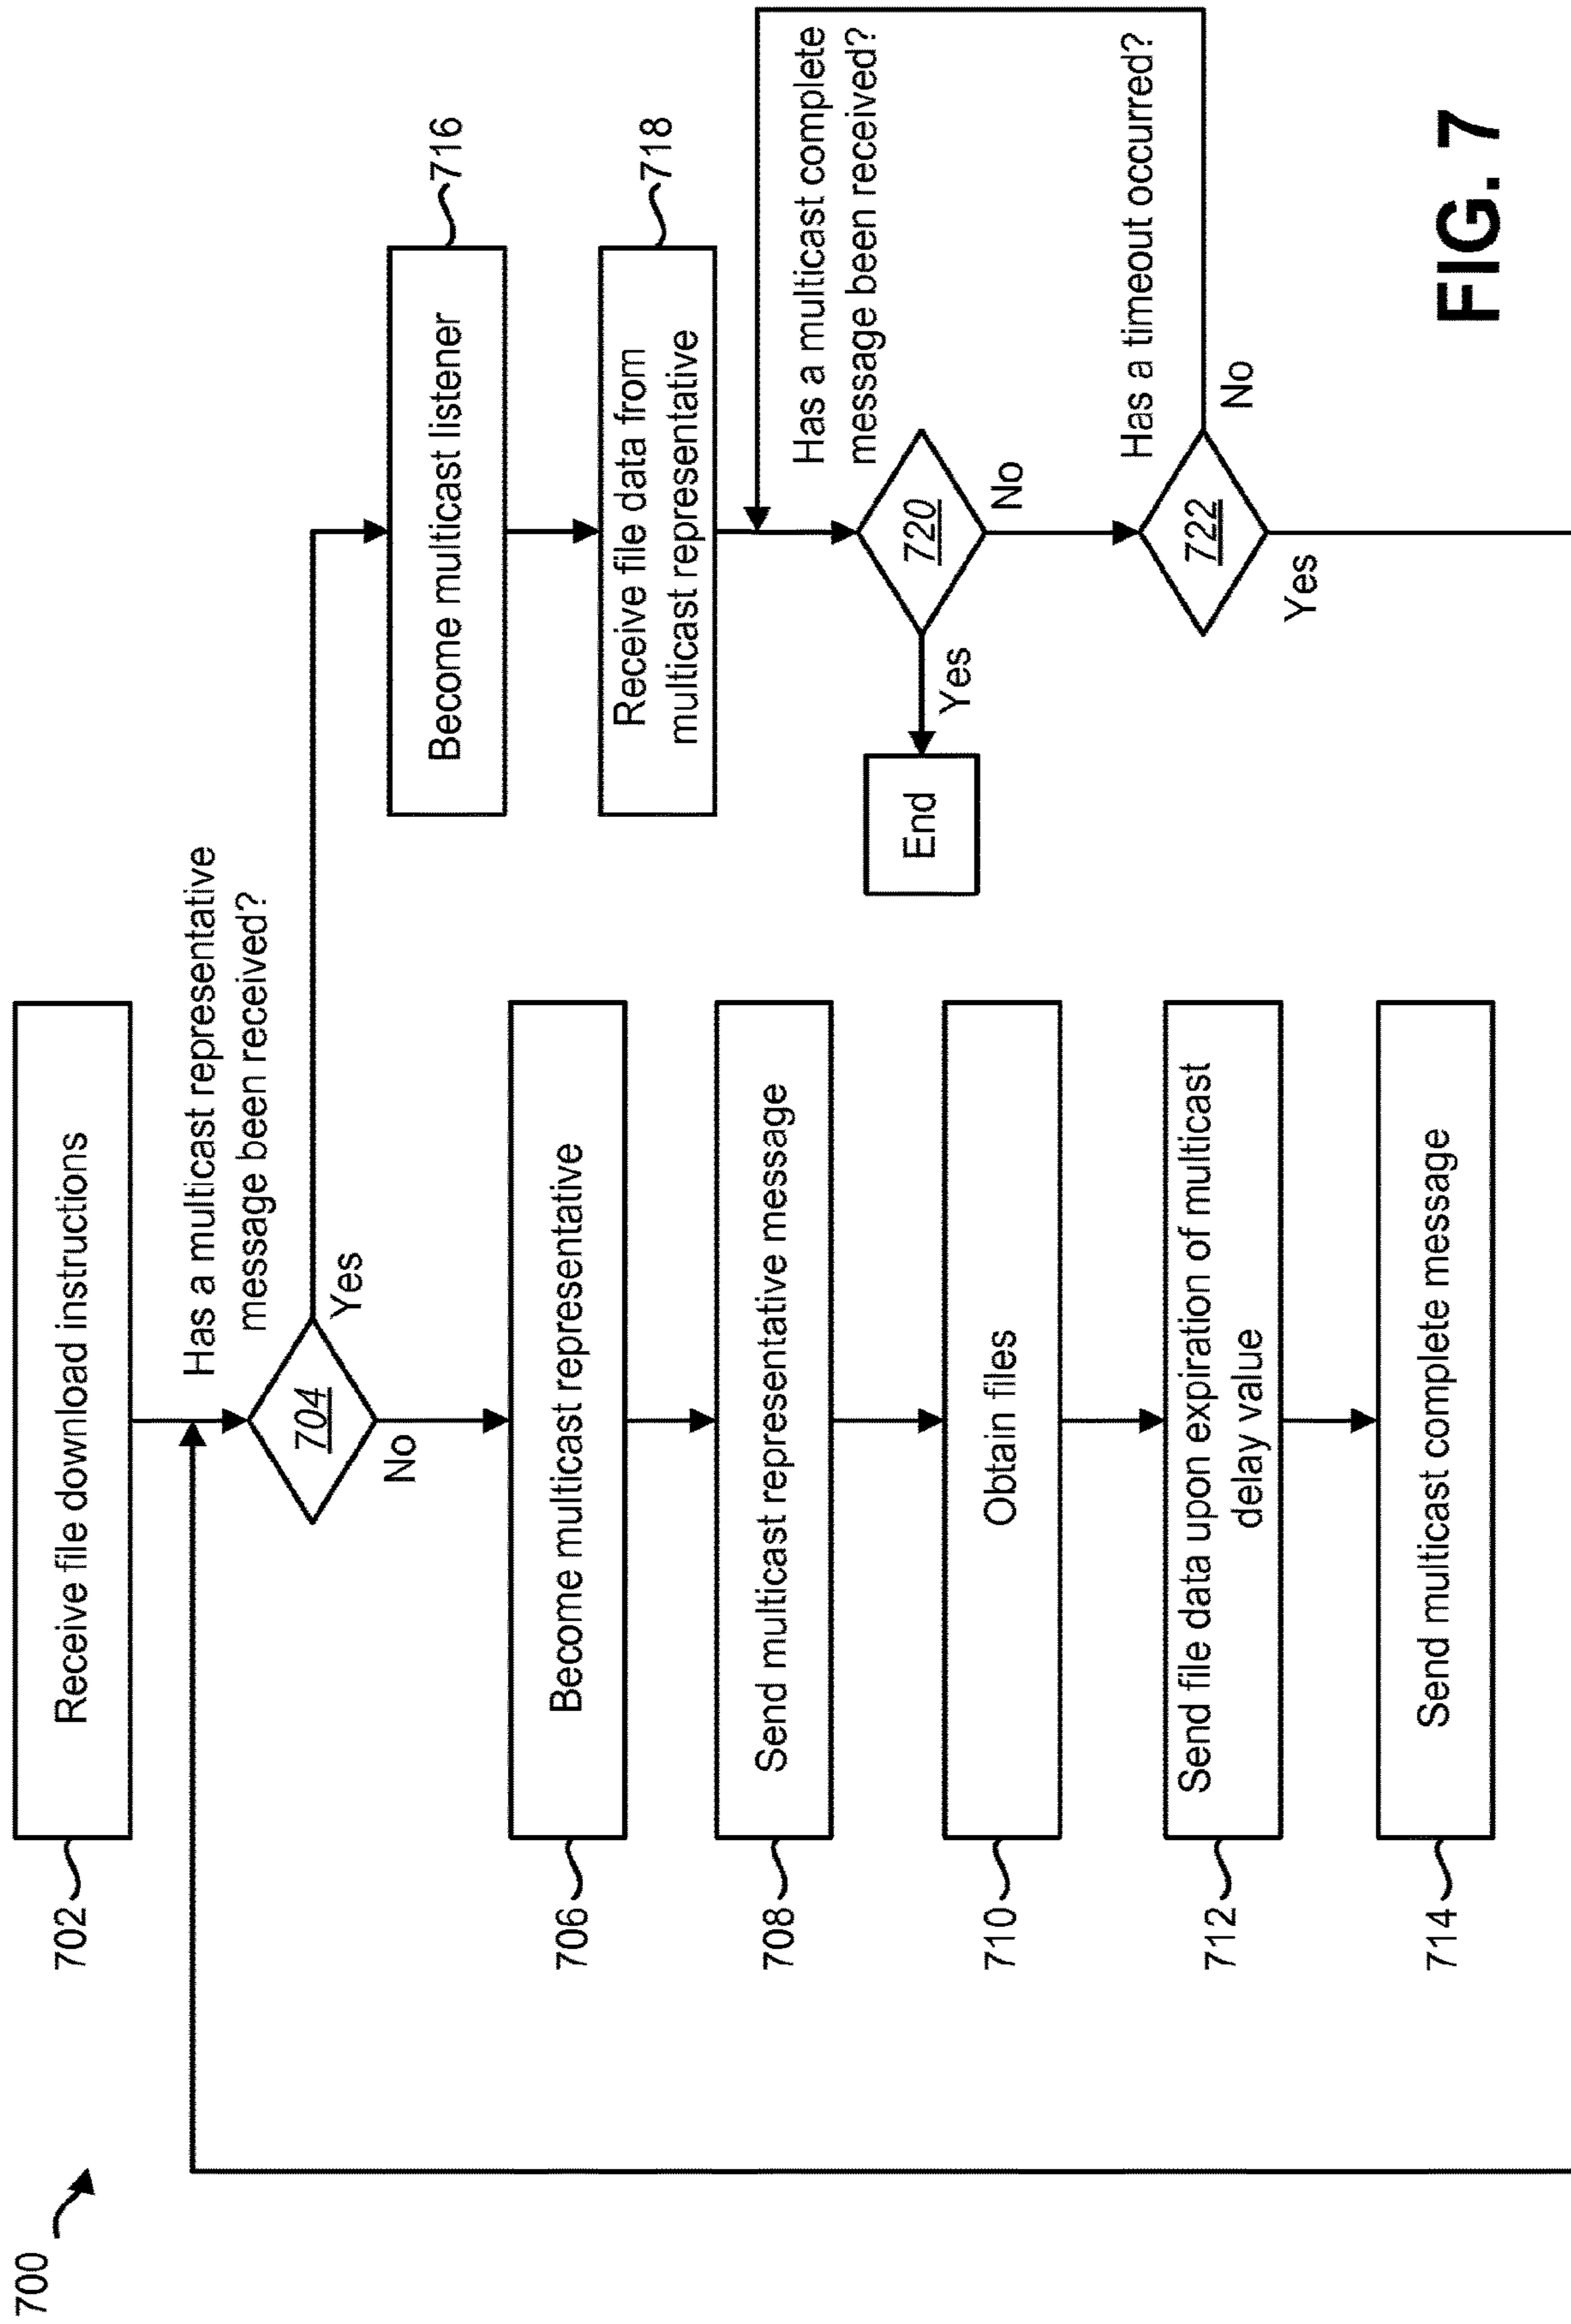 700
702
Receive file download instructions
Has a multicast representative
message been received?
704
Yes
No
706
Become multicast representative
708
Send multicast representative message
710
Obtain files
712
Send file data upon expiration of multicast
delay value
714
Send multicast complete message
Become multicast listener
716
Receive file data from
multicast representative
718
Has a multicast complete
message been received?
720
Yes
End
No
Has a timeout occurred?
722
No
Yes
FIG. 7